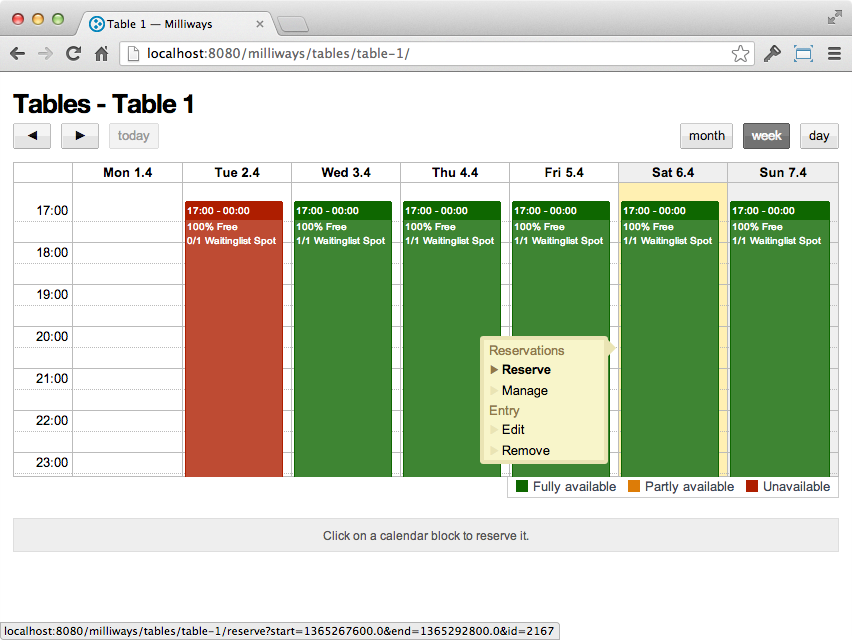 Table 1 — Milliways
localhost:8080/milliways/tables/table-1/
Tables - Table 1
today
month week day
Mon 1.4 Tue 2.4 Wed 3.4 Thu 4.4 Fri 5.4 Sat 6.4 Sun 7.4
17:00 17:00 - 00:00 17:00 - 00:00 17:00 - 00:00 17:00 - 00:00 17:00 - 00:00 17:00 - 00:00
100% Free 100% Free 100% Free 100% Free 100% Free 100% Free
0/1 Waitinglist Spot 1/1 Waitinglist Spot 1/1 Waitinglist Spot 1/1 Waitinglist Spot 1/1 Waitinglist Spot 1/1 Waitinglist Spot
18:00
19:00
20:00
21:00
22:00
23:00
Reservations
Reserve
Manage
Entry
Edit
Remove
Fully available Partly available Unavailable
Click on a calendar block to reserve it.
localhost:8080/milliways/tables/table-1/reserve?start=1365267600.0&end=1365292800.0&id=2167